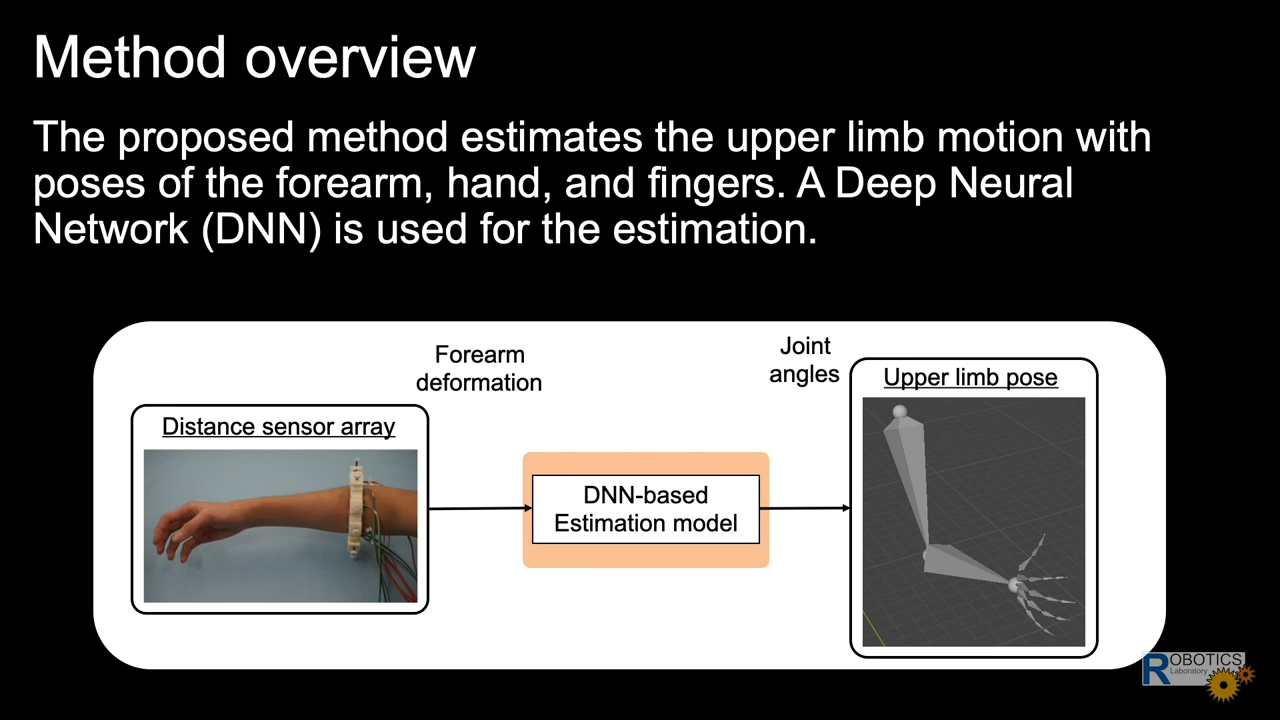 Method overview
The proposed method estimates the upper limb motion with
poses of the forearm, hand, and fingers. A Deep Neural
Network (DNN) is used for the estimation.
Forearm
deformation
Joint
angles
Distance sensor array
DNN-based
Estimation model
Upper limb pose
ROBOTICS
Laboratory